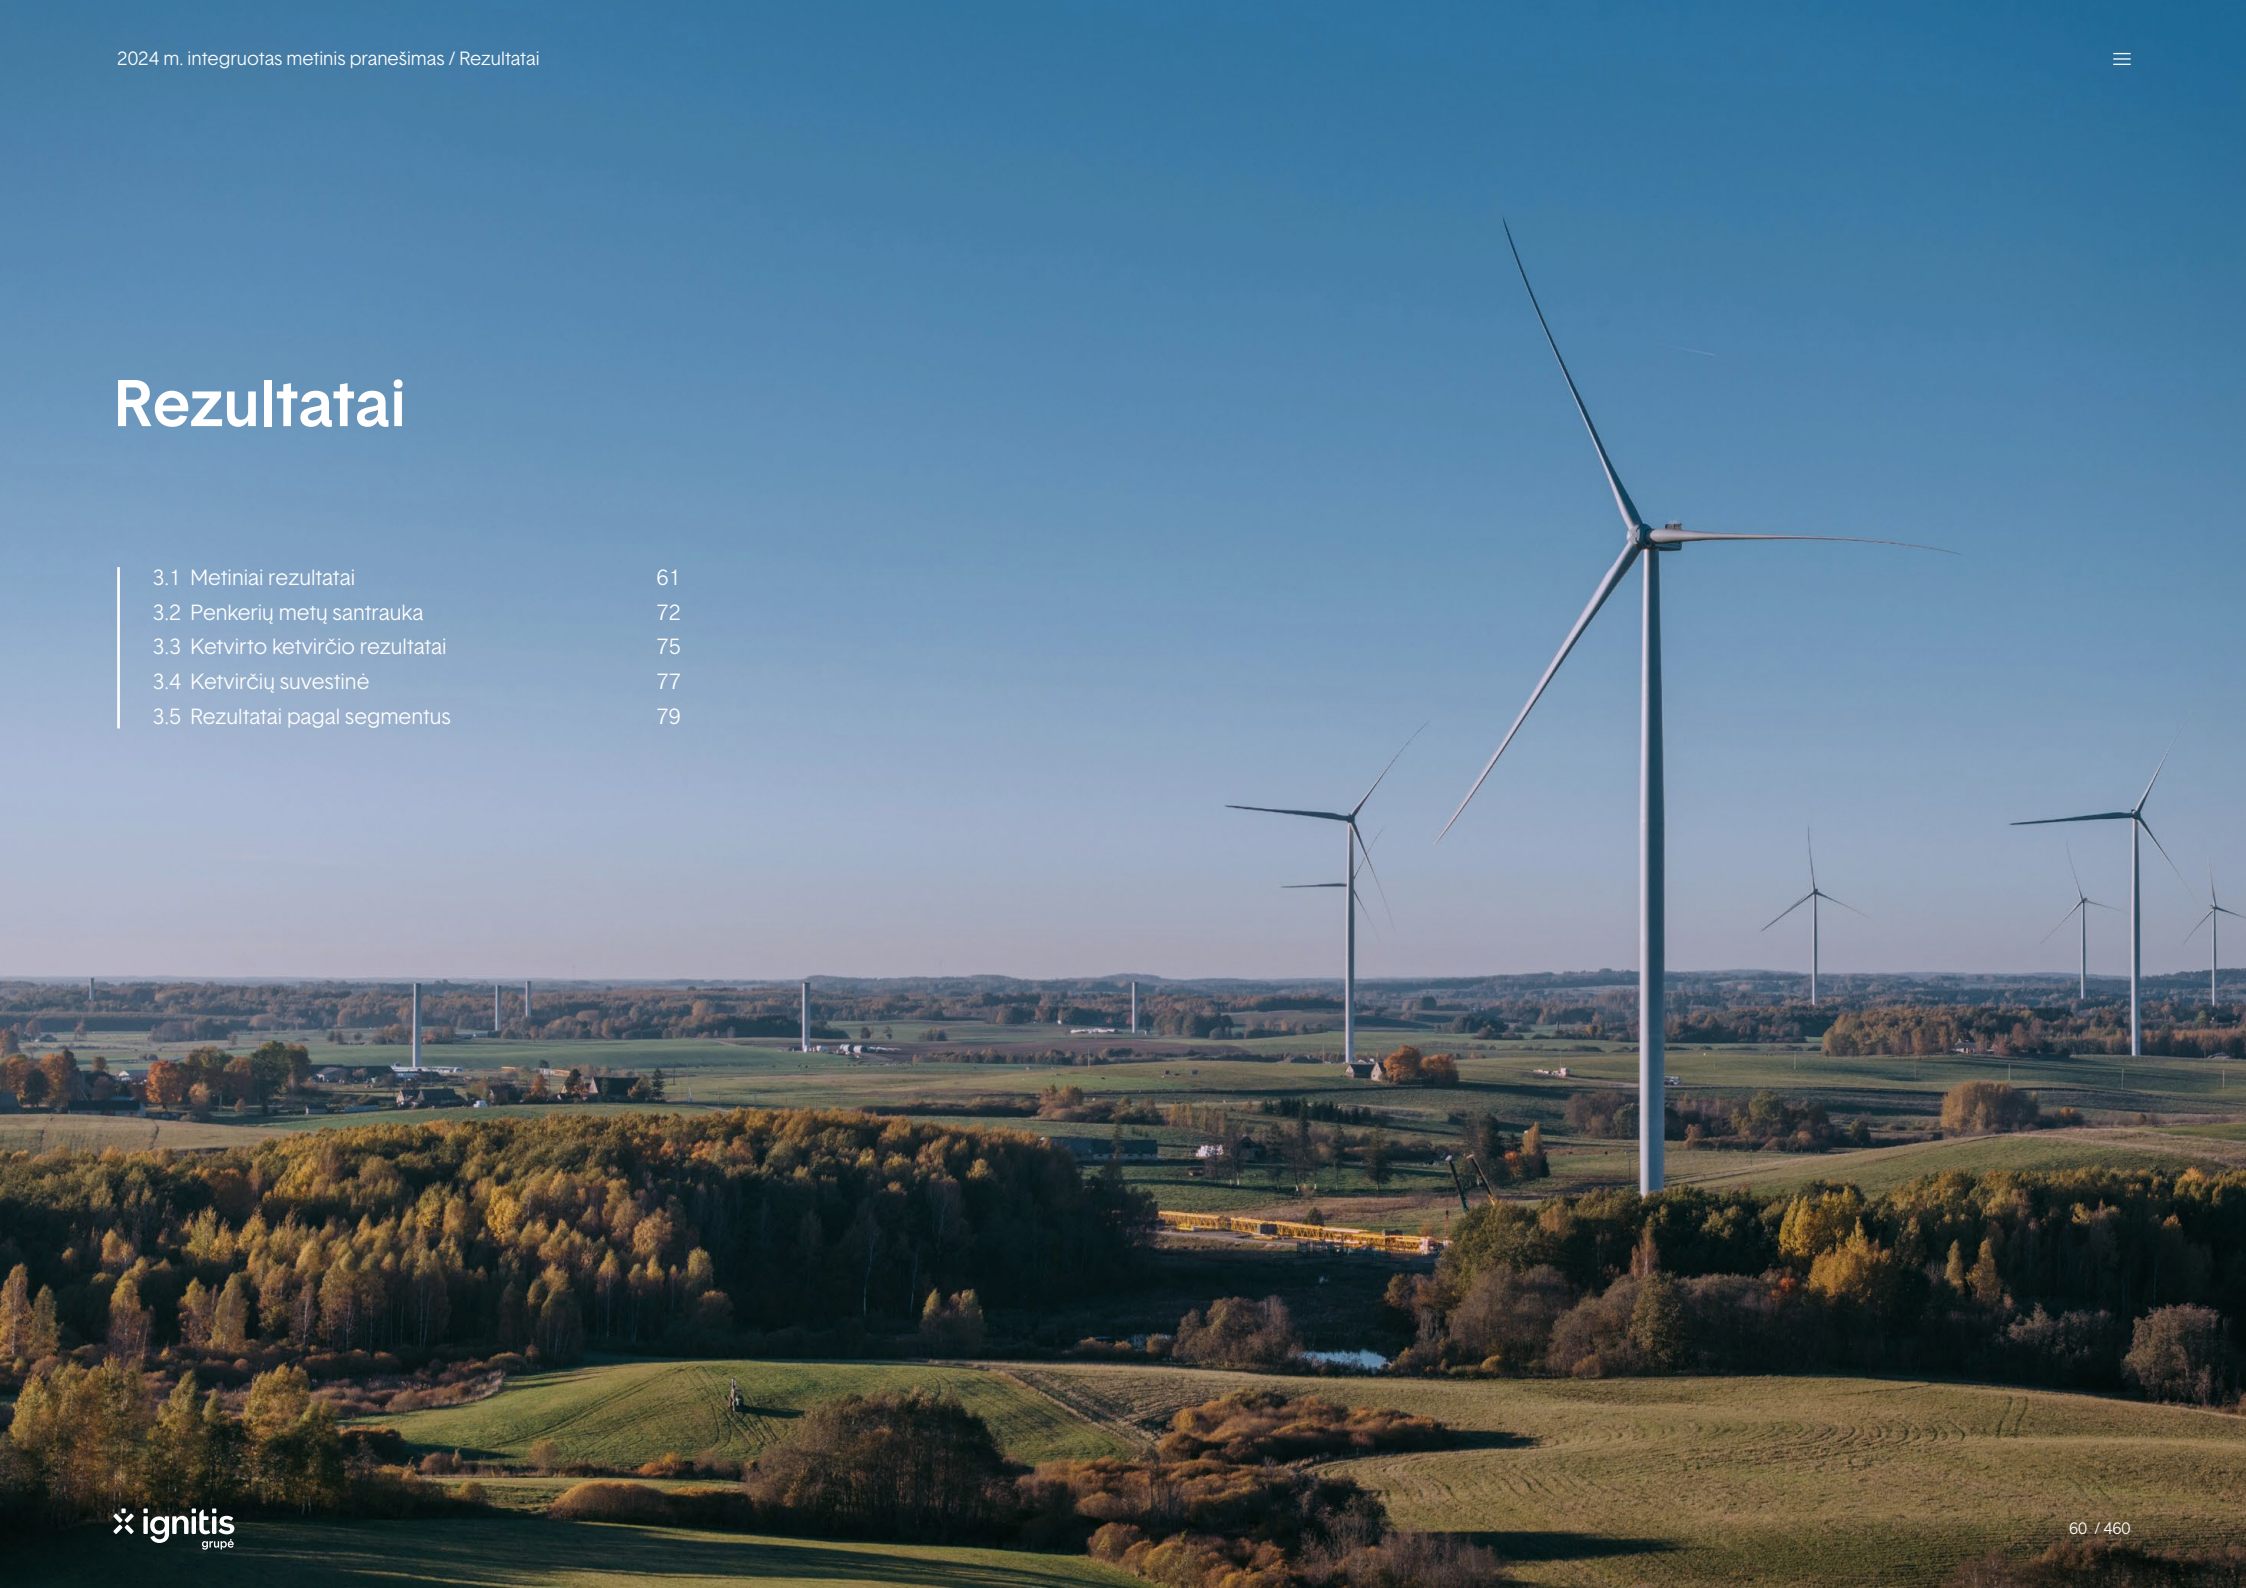 2024 m. integruotas metinis pranešimas / Rezultatai
Rezultatai
3.1 Metiniai rezultatai 61
3.2 Penkerių metų santrauka 72
3.3 Ketvirto ketvirčio rezultatai 75
3.4 Ketvirčių suvestinė 77
3.5 Rezultatai pagal segmentus 79
ignitis
grupė
60 / 460